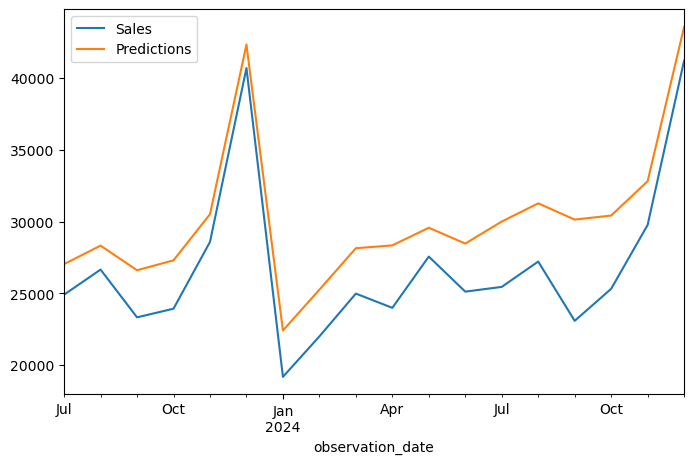 Sales
Predictions
40000
35000
30000
25000
20000
Jul
Oct
Jan
2024
Apr
Jul
Oct
observation_date